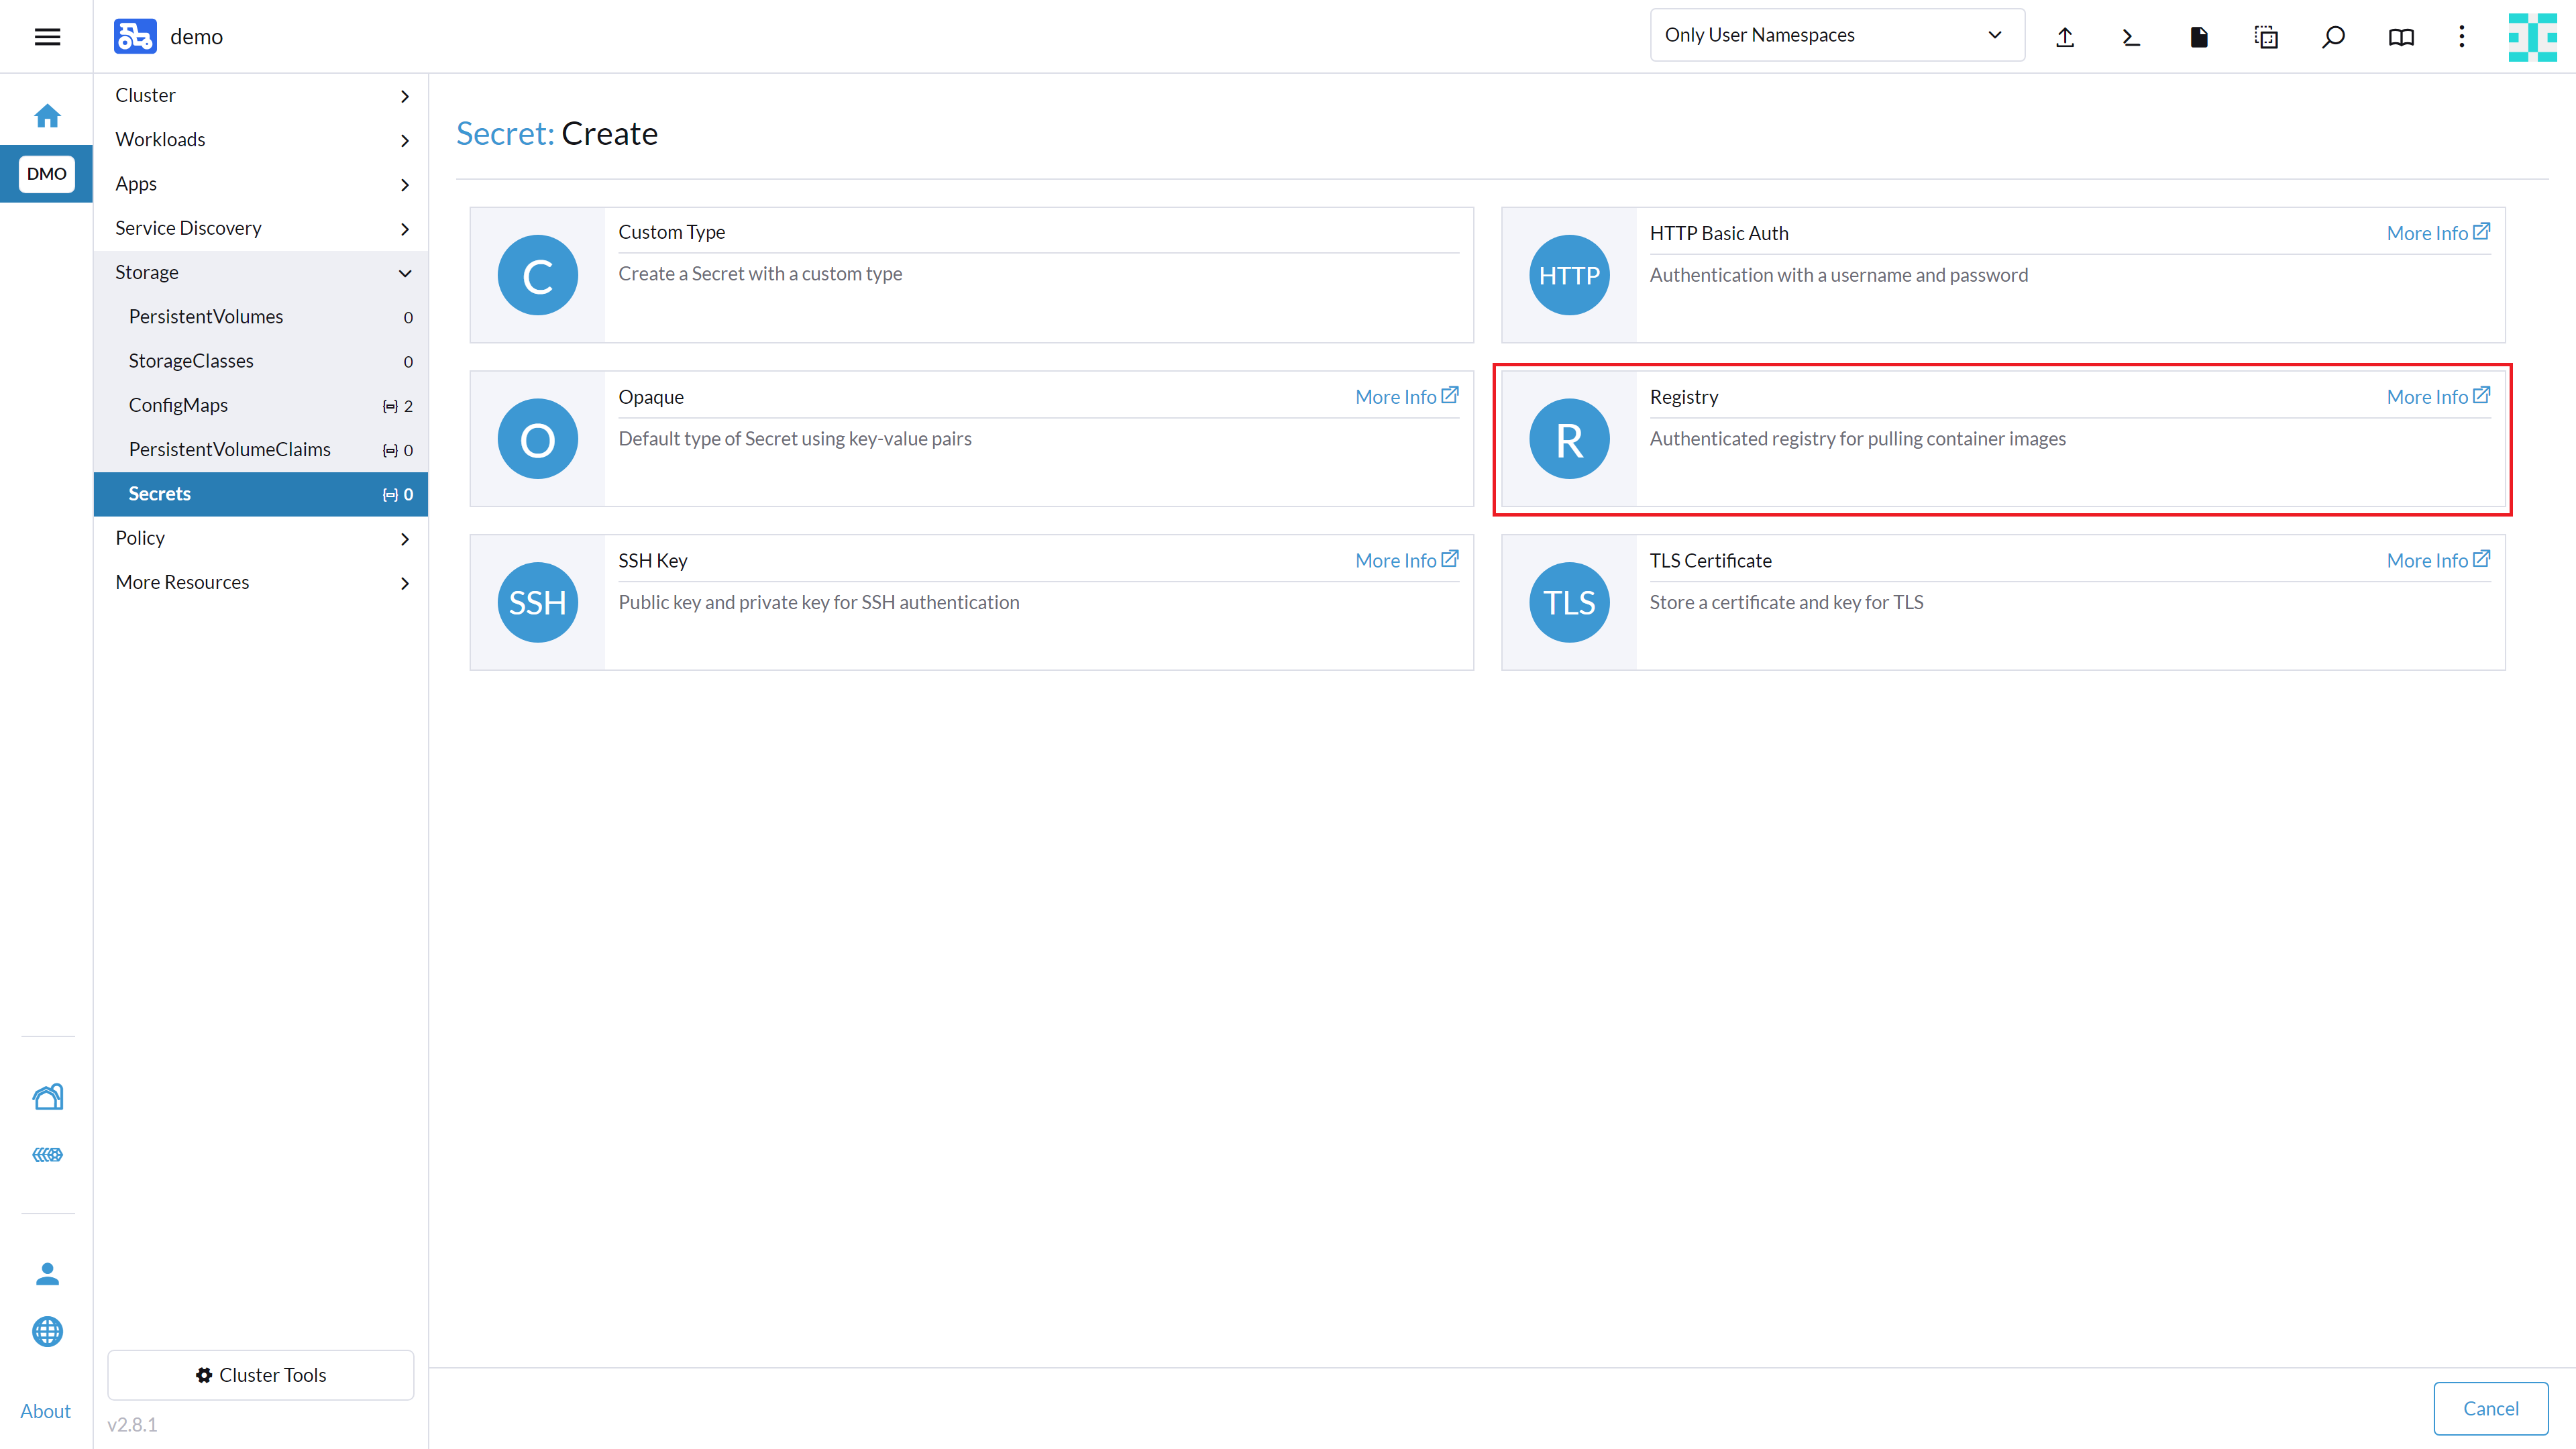 demo
Only User Namespaces
DMO
Cluster
Workloads
Apps
Service Discovery
Storage
PersistentVolumes 0
StorageClasses 0
ConfigMaps 2
PersistentVolumeClaims 0
Secrets 0
Policy
More Resources
Secret: Create
C
Custom Type
Create a Secret with a custom type
HTTP
HTTP Basic Auth
More Info
Authentication with a username and password
O
Opaque
More Info
Default type of Secret using key-value pairs
R
Registry
More Info
Authenticated registry for pulling container images
SSH
SSH Key
More Info
Public key and private key for SSH authentication
TLS
TLS Certificate
More Info
Store a certificate and key for TLS
Cluster Tools
About
v2.8.1
Cancel